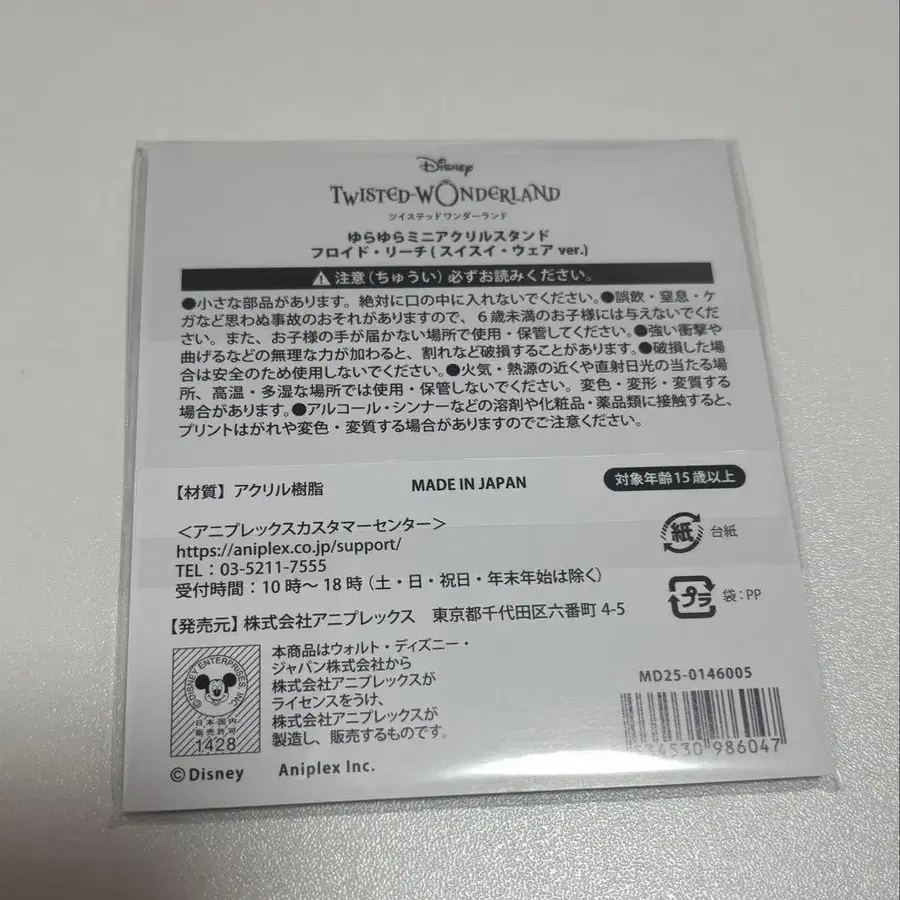 Disney
TWISTED-WONDERLAND
ツイステッドワンダーランド
ゆらゆらミニアクリルスタンド
フロイド・リーチ(スイスイ・ウェア ver.)
注意(ちゅうい)必ずお読みください。
●小さな部品があります。絶対に口の中に入れないでください。●誤飲・窒息・ケ
ガなど思わぬ事故のおそれがありますので、6歳未満のお子様には与えないでくだ
さい。また、お子様の手が届かない場所で使用・保管してください。●強い衝撃や
曲げるなどの無理な力が加わると、割れなど破損することがあります。●破損した場
合は安全のため使用しないでください。●火気・熱源の近くや直射日光の当たる場
所、高温・多湿な場所では使用・保管しないでください。変色・変形・変質する
場合があります。●アルコール・シンナーなどの溶剤や化粧品・薬品類に接触すると、
プリントはがれや変色・変質する場合がありますのでご注意ください。
【材質】アクリル樹脂
MADE IN JAPAN
対象年齢15歳以上
<アニプレックスカスタマーセンター>
https://aniplex.co.jp/support/
TEL:03-5211-7555
受付時間:10時〜18時(土・日・祝日・年末年始は除く)
紙 台紙
プラ 袋:PP
【発売元】株式会社アニプレックス 東京都千代田区六番町4-5
©DISNEY ENTERPRISES, INC.
日本国内
販売許可
1428
本商品はウォルト・ディズニー・
ジャパン株式会社から
株式会社アニプレックスが
ライセンスをうけ、
株式会社アニプレックスが
製造し、販売するものです。
MD25-0146005
534530 986047
©Disney Aniplex Inc.